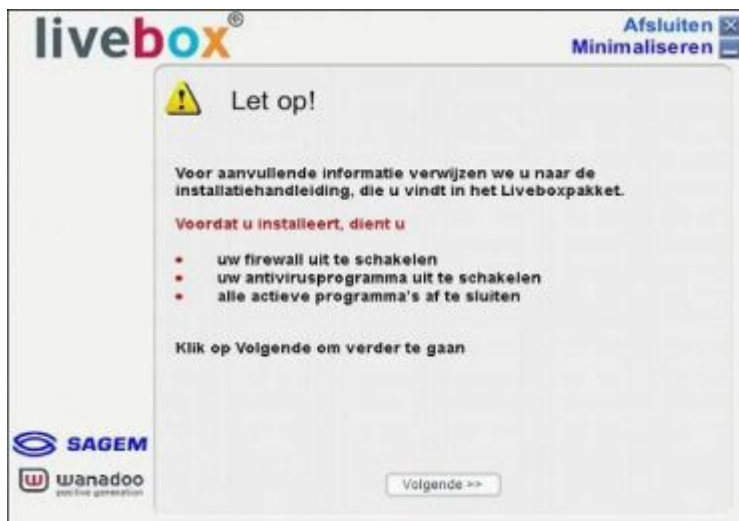 livebox®
Afsluiten
Minimaliseren
Let op!
Voor aanvullende informatie verwijzen we u naar de
installatiehandleiding, die u vindt in het Liveboxpakket.
Voordat u installeert, dient u
• uw firewall uit te schakelen
• uw antivirusprogramma uit te schakelen
• alle actieve programma's af te sluiten
Klik op Volgende om verder te gaan
SAGEM
wanadoo
positive generation
Volgende >>